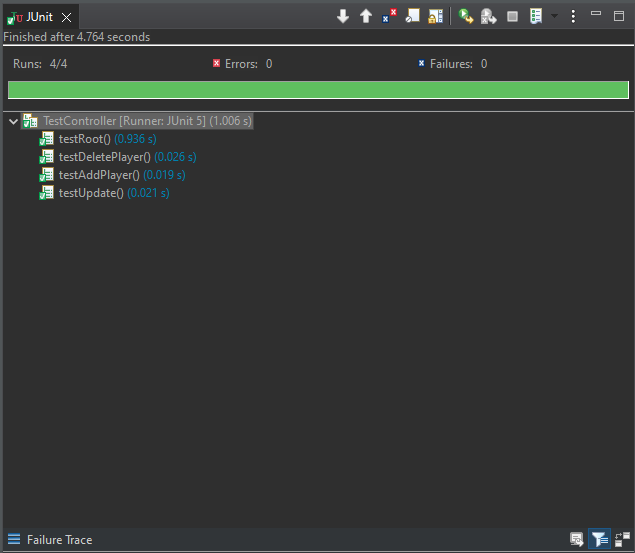 JUnit
Finished after 4.764 seconds
Runs: 4/4 Errors: 0 Failures: 0
TestController [Runner: JUnit 5] (1.006 s)
testRoot() (0.936 s)
testDeletePlayer() (0.026 s)
testAddPlayer() (0.019 s)
testUpdate() (0.021 s)
Failure Trace